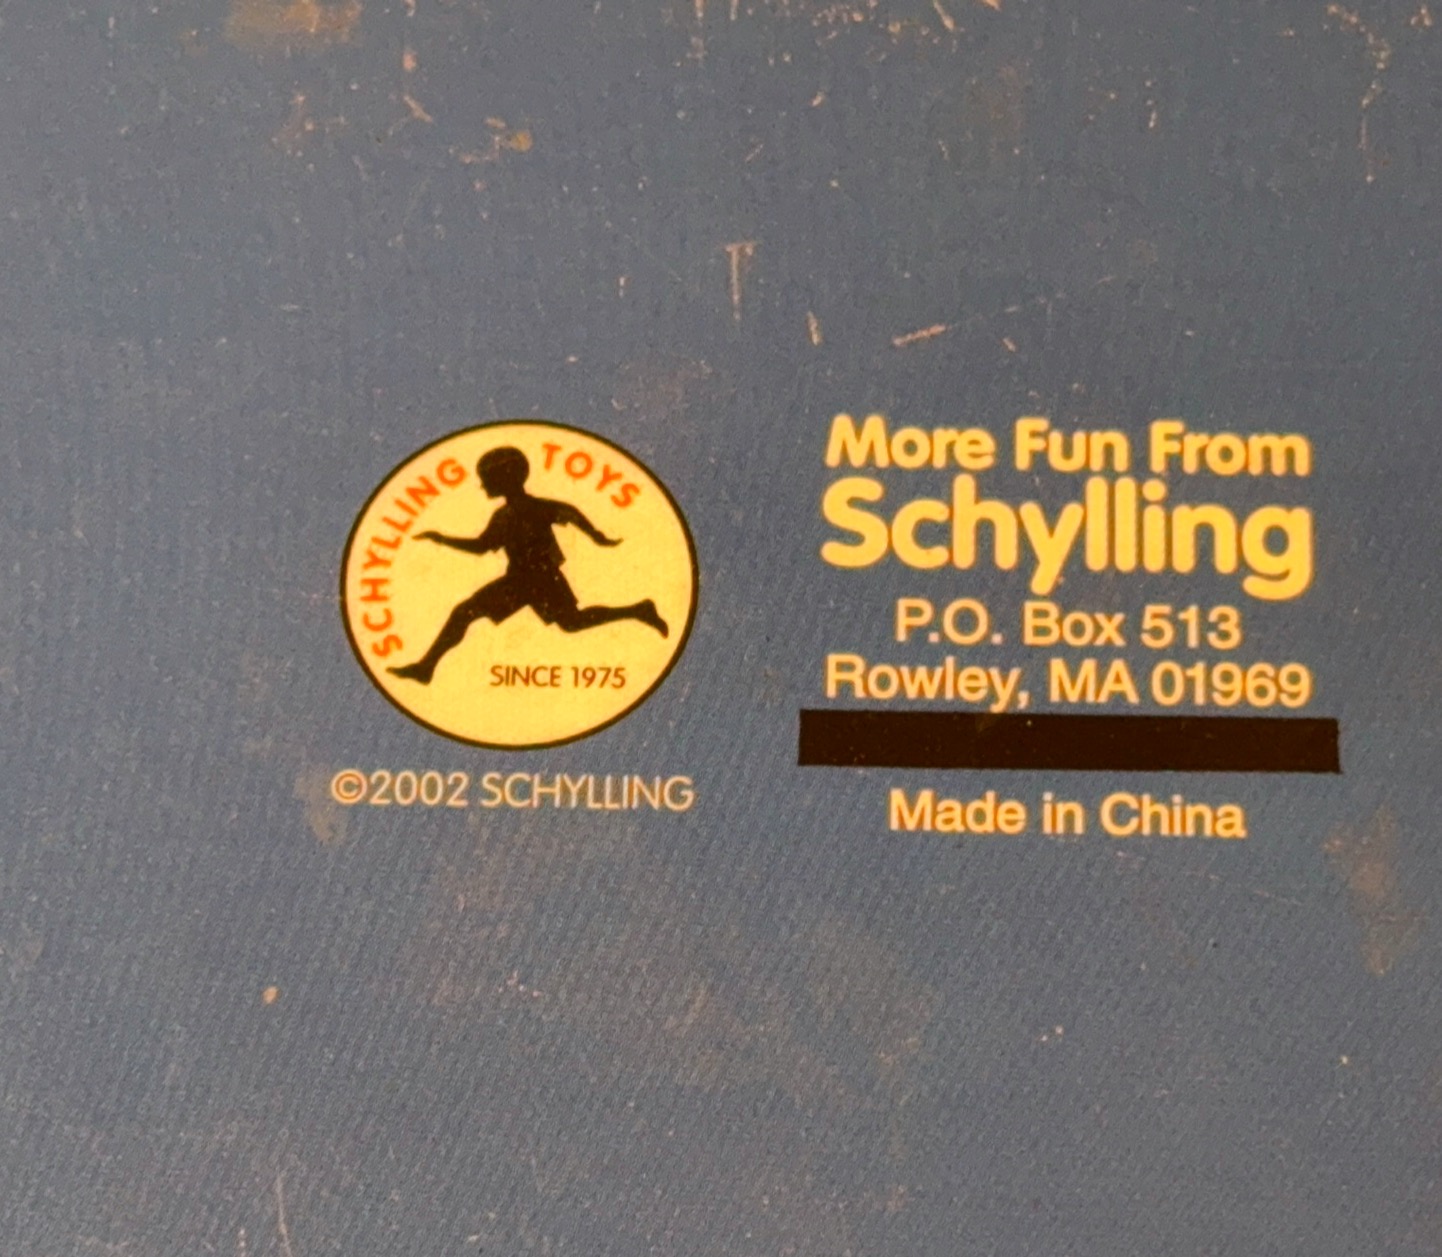 SCHYLLING TOYS
SINCE 1975
©2002 SCHYLLING
More Fun From
Schylling
P.O. Box 513
Rowley, MA 01969
Made in China